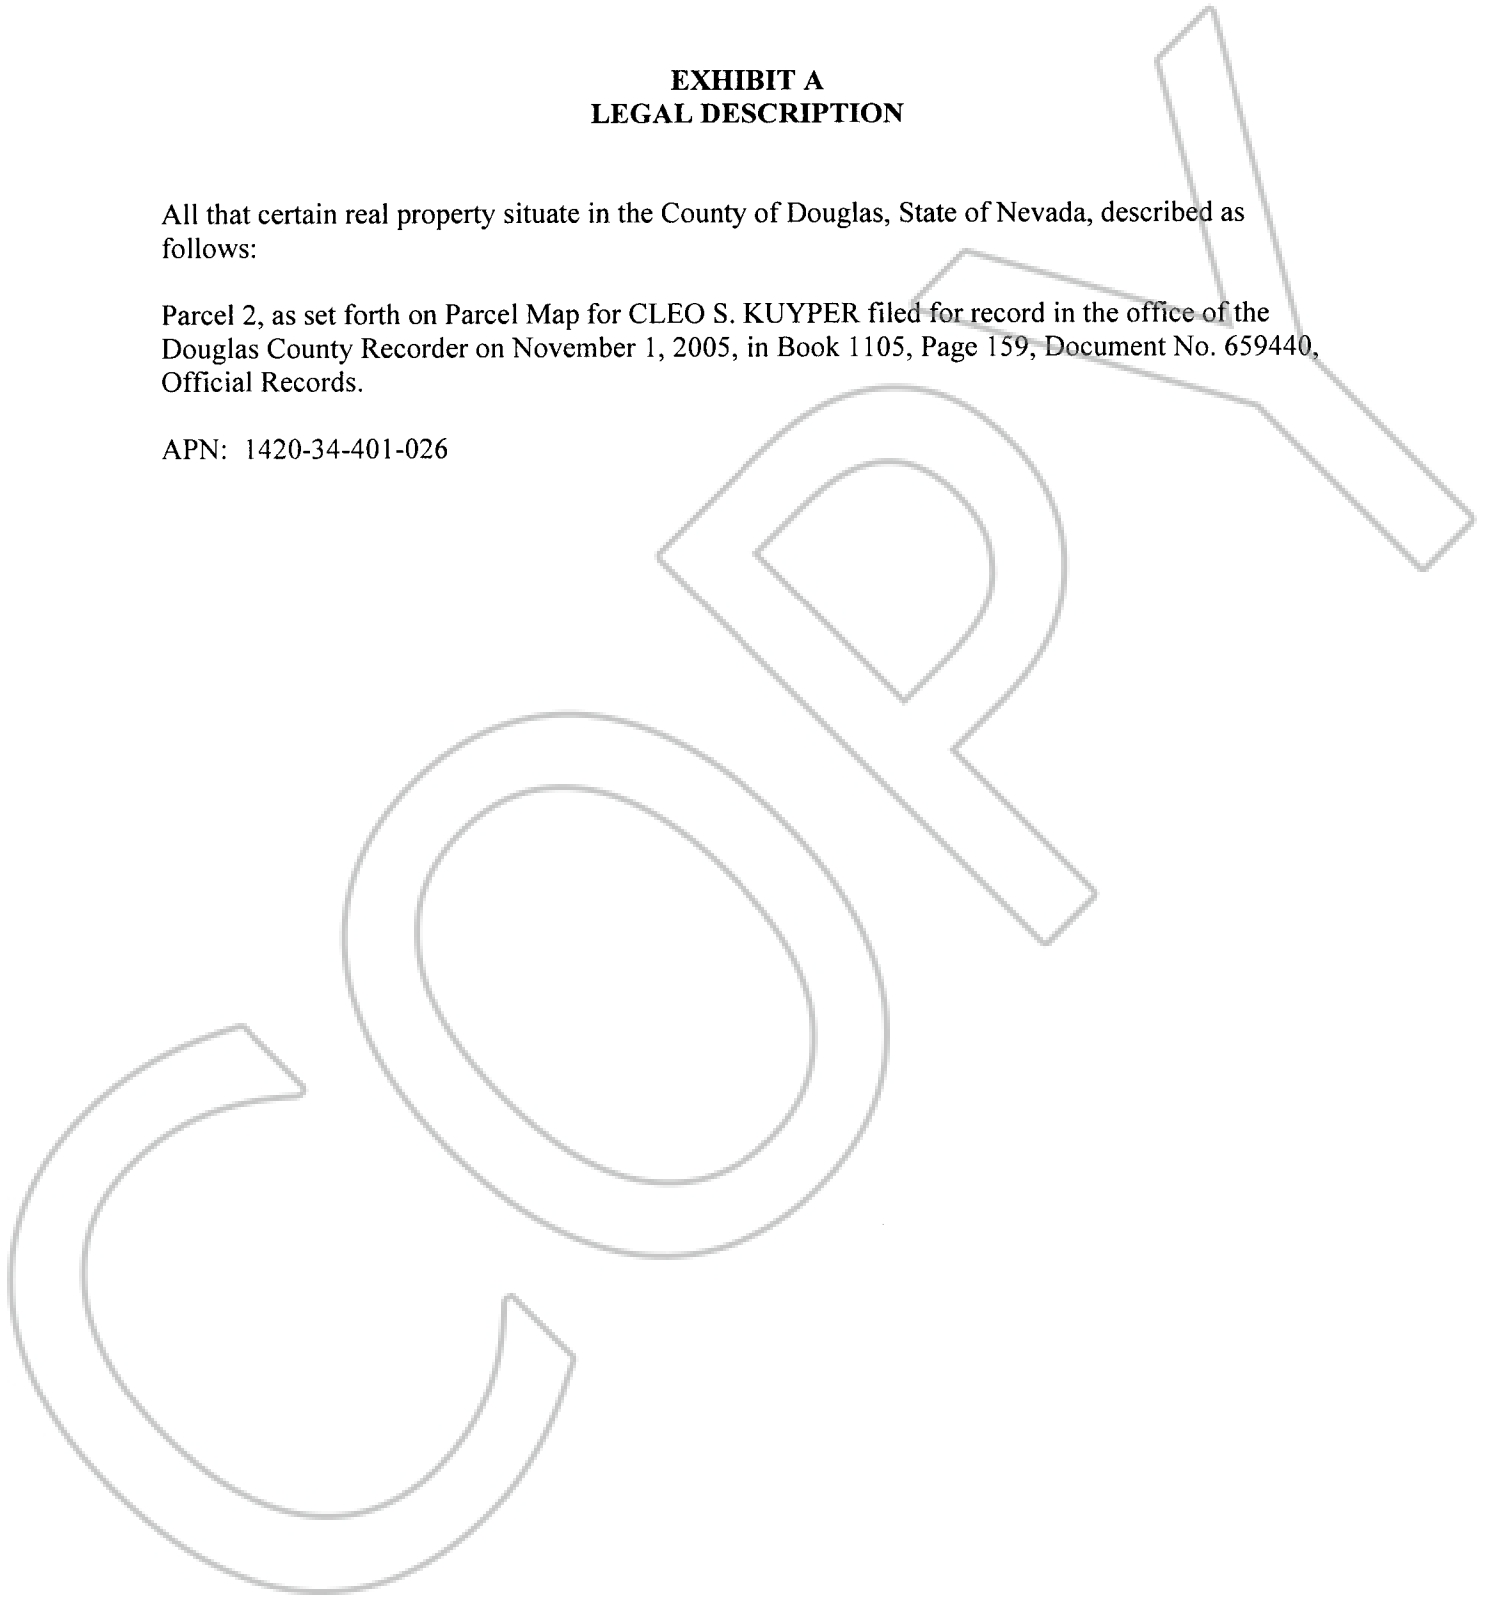 EXHIBIT A
LEGAL DESCRIPTION
All that certain real property situate in the County of Douglas, State of Nevada, described as
follows:
Parcel 2, as set forth on Parcel Map for CLEO S. KUYPER filed for record in the office of the
Douglas County Recorder on November 1, 2005, in Book 1105, Page 159, Document No. 659440,
Official Records.
APN: 1420-34-401-026
COPY